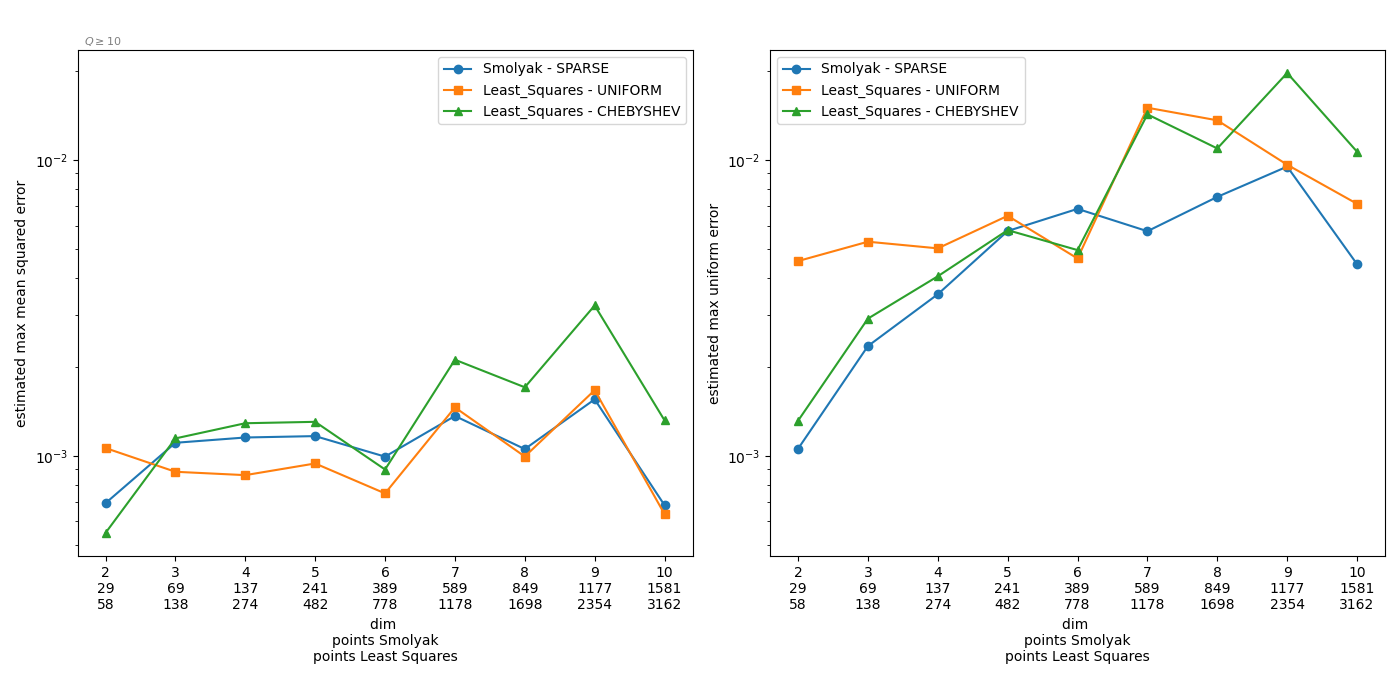 Q ≥ 10
Smolyak - SPARSE
Least_Squares - UNIFORM
Least_Squares - CHEBYSHEV
estimated max mean squared error
10⁻²
10⁻³
2 3 4 5 6 7 8 9 10
29 69 137 241 389 589 849 1177 1581
58 138 274 482 778 1178 1698 2354 3162
dim
points Smolyak
points Least Squares
Smolyak - SPARSE
Least_Squares - UNIFORM
Least_Squares - CHEBYSHEV
estimated max uniform error
10⁻²
10⁻³
2 3 4 5 6 7 8 9 10
29 69 137 241 389 589 849 1177 1581
58 138 274 482 778 1178 1698 2354 3162
dim
points Smolyak
points Least Squares